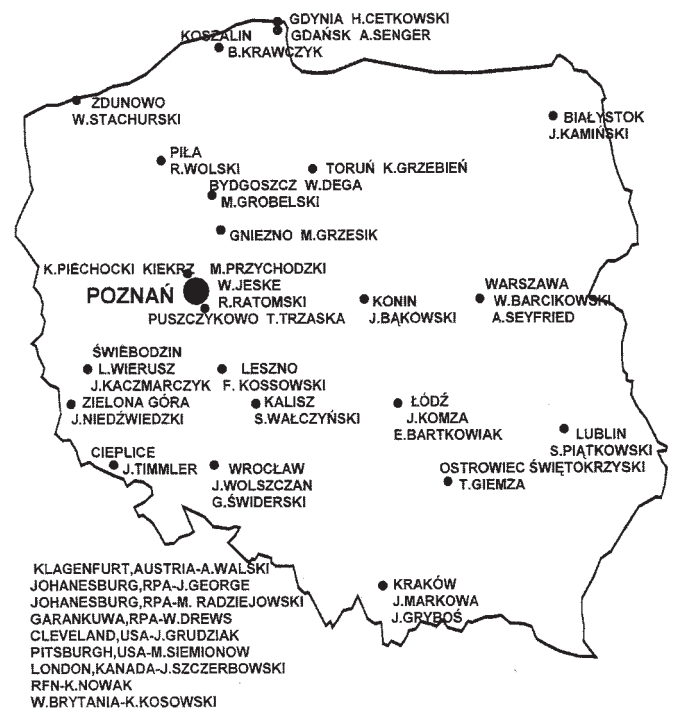 GDYNIA H.CETKOWSKI
GDAŃSK A.SENGER
KOSZALIN
B.KRAWCZYK
ZDUNOWO
W.STACHURSKI
BIAŁYSTOK
J.KAMIŃSKI
PIŁA
R.WOLSKI
TORUŃ K.GRZEBIEŃ
BYDGOSZCZ W.DEGA
M.GROBELSKI
GNIEZNO M.GRZESIK
K.PIECHOCKI KIEKRZ
POZNAŃ
M.PRZYCHODZKI
W.JESKE
R.RATOMSKI
PUSZCZYKOWO T.TRZASKA
KONIN
J.BĄKOWSKI
WARSZAWA
W.BARCIKOWSKI
A.SEYFRIED
ŚWIEBODZIN
L.WIERUSZ
J.KACZMARCZYK
LESZNO
F. KOSSOWSKI
ZIELONA GÓRA
J.NIEDŹWIEDZKI
KALISZ
S.WAŁCZYŃSKI
ŁÓDŹ
J.KOMZA
E.BARTKOWIAK
LUBLIN
S.PIĄTKOWSKI
CIEPLICE
J.TIMMLER
WROCŁAW
J.WOLSZCZAN
G.ŚWIDERSKI
OSTROWIEC ŚWIĘTOKRZYSKI
T.GIEMZA
KRAKÓW
J.MARKOWA
J.GRYBOŚ
KLAGENFURT,AUSTRIA-A.WALSKI
JOHANESBURG,RPA-J.GEORGE
JOHANESBURG,RPA-M. RADZIEJOWSKI
GARANKUWA,RPA-W.DREWS
CLEVELAND,USA-J.GRUDZIAK
PITSBURGH,USA-M.SIEMIONOW
LONDON,KANADA-J.SZCZERBOWSKI
RFN-K.NOWAK
W.BRYTANIA-K.KOSOWSKI